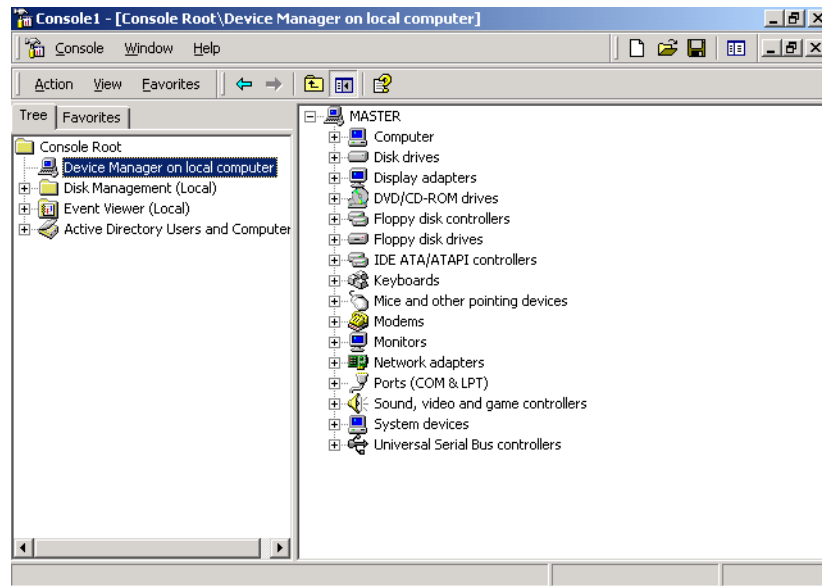 Console1 - [Console Root\Device Manager on local computer]
Console Window Help
Action View Favorites
Tree Favorites
Console Root
Device Manager on local computer
Disk Management (Local)
Event Viewer (Local)
Active Directory Users and Computer
MASTER
Computer
Disk drives
Display adapters
DVD/CD-ROM drives
Floppy disk controllers
Floppy disk drives
IDE ATA/ATAPI controllers
Keyboards
Mice and other pointing devices
Modems
Monitors
Network adapters
Ports (COM & LPT)
Sound, video and game controllers
System devices
Universal Serial Bus controllers